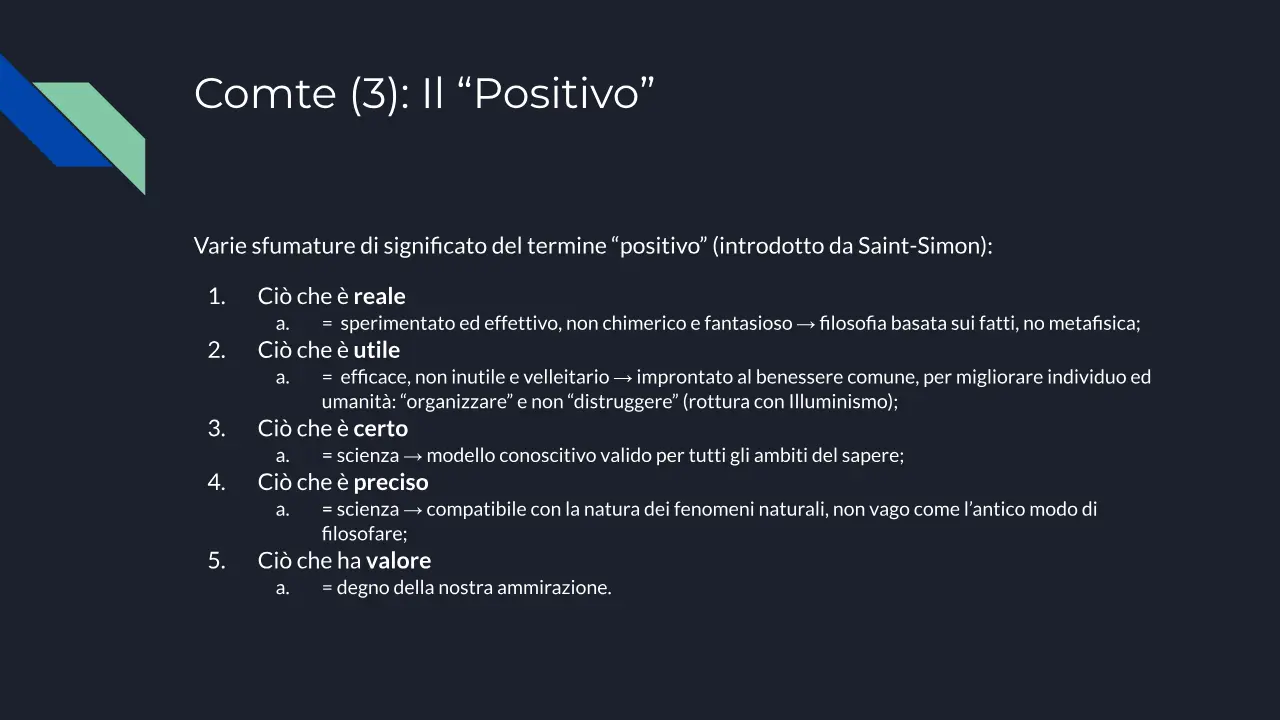 Comte (3): Il “Positivo”
Varie sfumature di significato del termine “positivo” (introdotto da Saint-Simon):
1. Ciò che è reale
a. = sperimentato ed effettivo, non chimerico e fantasioso → filosofia basata sui fatti, no metafisica;
2. Ciò che è utile
a. = efficace, non inutile e velleitario → improntato al benessere comune, per migliorare individuo ed
umanità: “organizzare” e non “distruggere” (rottura con Illuminismo);
3. Ciò che è certo
a. = scienza → modello conoscitivo valido per tutti gli ambiti del sapere;
4. Ciò che è preciso
a. = scienza → compatibile con la natura dei fenomeni naturali, non vago come l’antico modo di
filosofare;
5. Ciò che ha valore
a. = degno della nostra ammirazione.